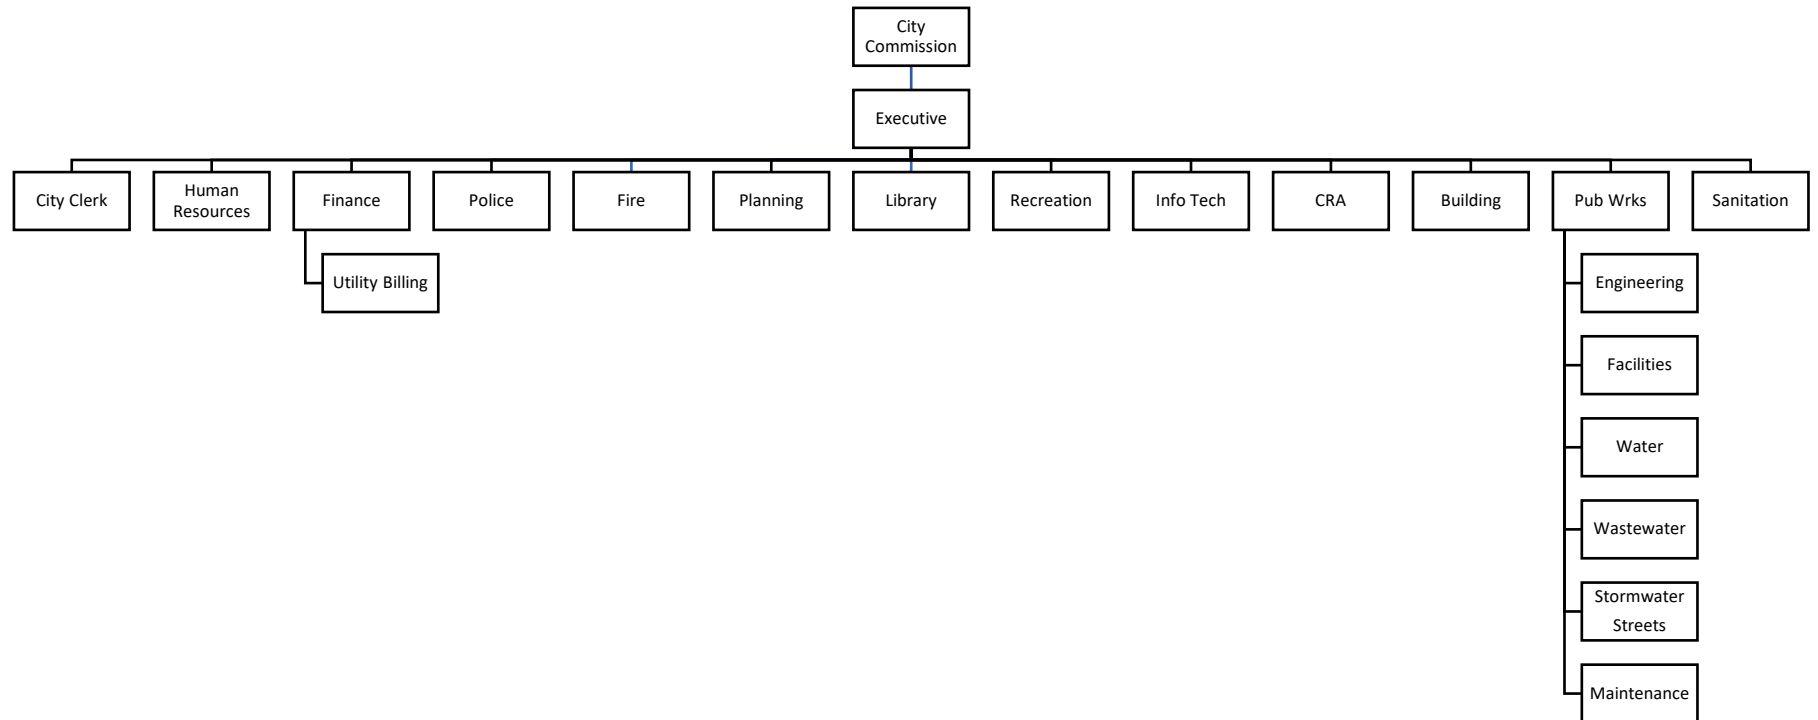 City
Commission
Executive
City Clerk
Human
Resources
Finance
Police
Fire
Planning
Library
Recreation
Info Tech
CRA
Building
Pub Wrks
Sanitation
Utility Billing
Engineering
Facilities
Water
Wastewater
Stormwater
Streets
Maintenance